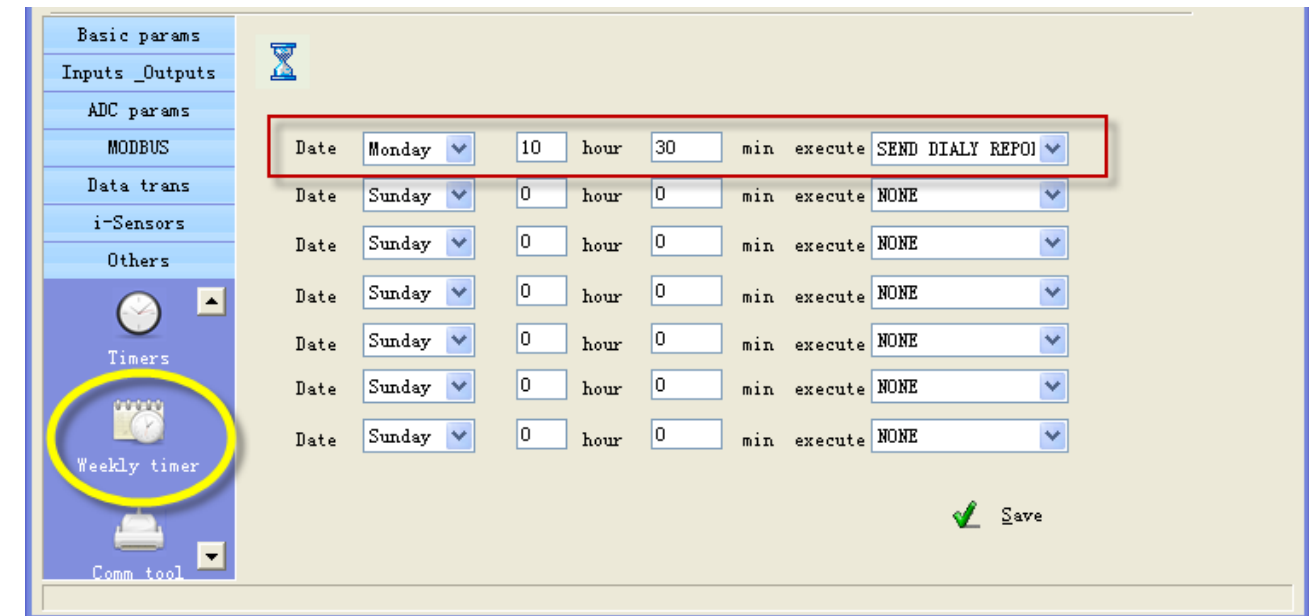 Basic params
Inputs _Outputs
ADC params
MODBUS
Data trans
i-Sensors
Others
Timers
Weekly timer
Comm tool
Date Monday 10 hour 30 min execute SEND DIALY REPO
Date Sunday 0 hour 0 min execute NONE
Date Sunday 0 hour 0 min execute NONE
Date Sunday 0 hour 0 min execute NONE
Date Sunday 0 hour 0 min execute NONE
Date Sunday 0 hour 0 min execute NONE
Date Sunday 0 hour 0 min execute NONE
Save